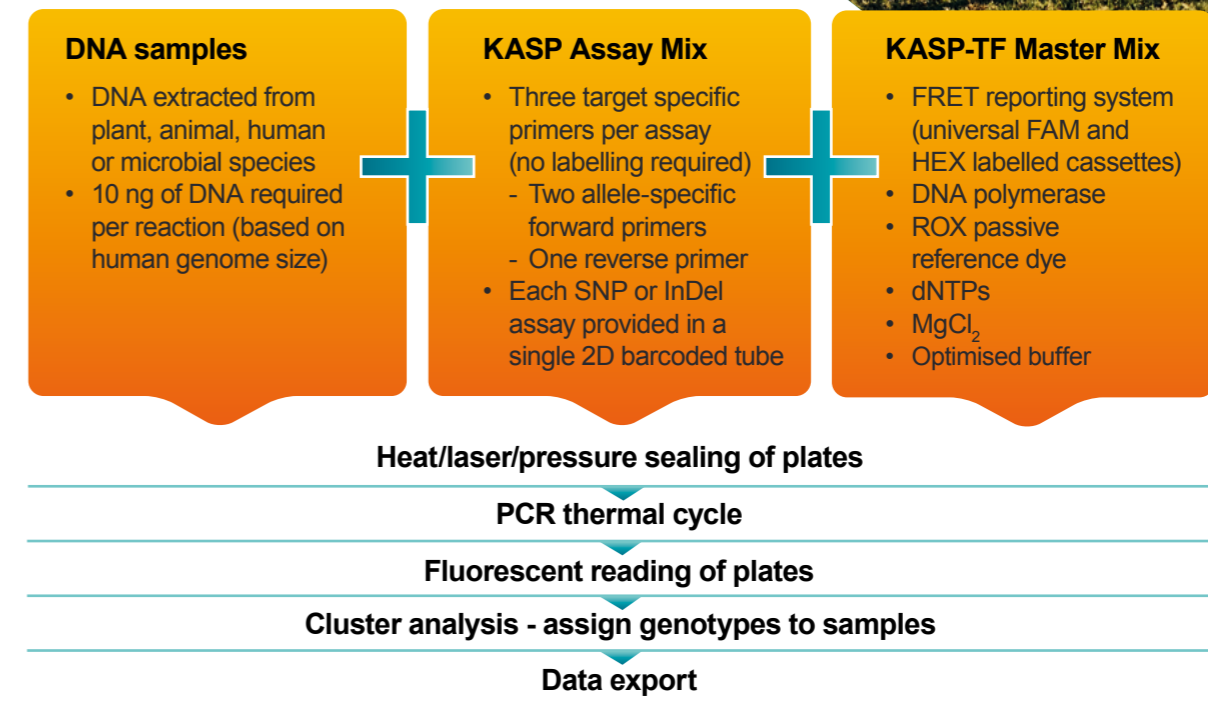 DNA samples
• DNA extracted from
plant, animal, human
or microbial species
• 10 ng of DNA required
per reaction (based on
human genome size)
KASP Assay Mix
• Three target specific
primers per assay
(no labelling required)
- Two allele-specific
forward primers
- One reverse primer
• Each SNP or InDel
assay provided in a
single 2D barcoded tube
KASP-TF Master Mix
• FRET reporting system
(universal FAM and
HEX labelled cassettes)
• DNA polymerase
• ROX passive
reference dye
• dNTPs
• MgCl₂
• Optimised buffer
Heat/laser/pressure sealing of plates
PCR thermal cycle
Fluorescent reading of plates
Cluster analysis - assign genotypes to samples
Data export